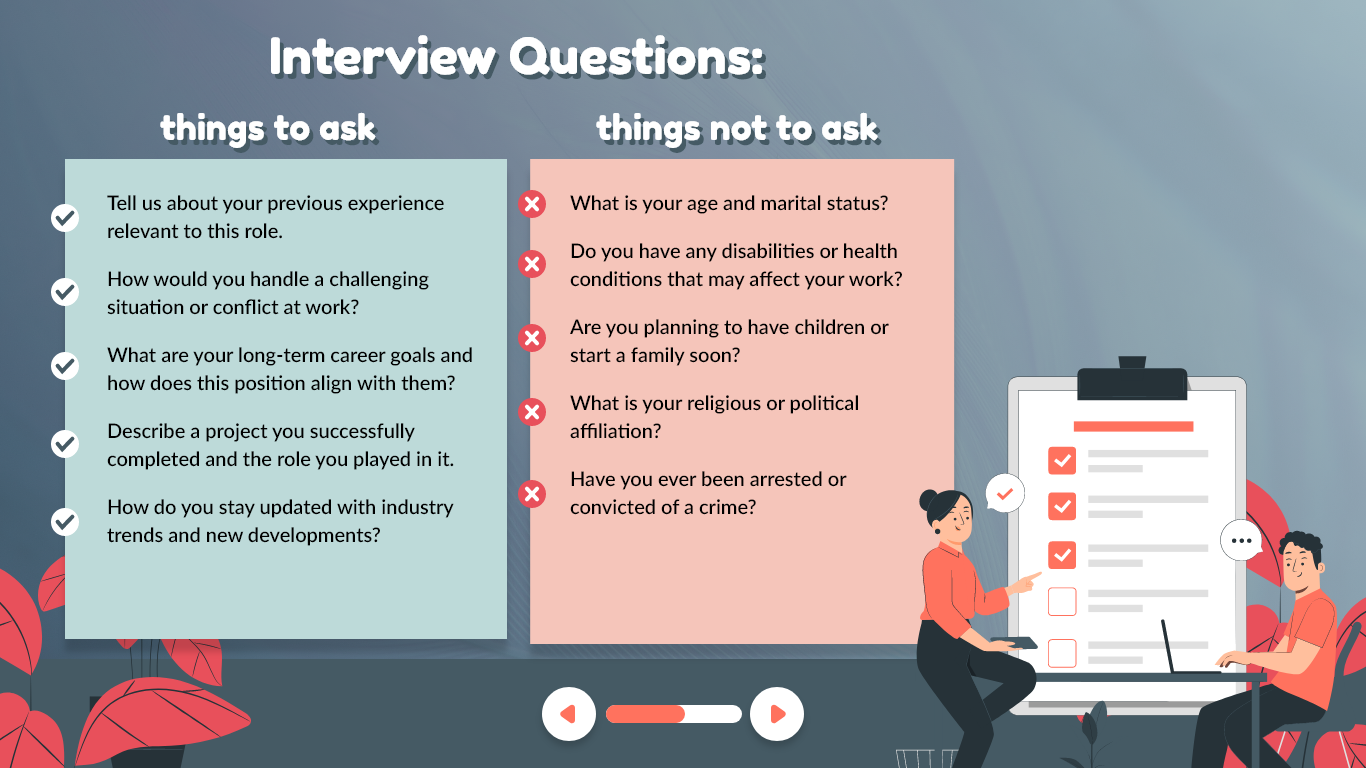 Interview Questions:
things to ask
Tell us about your previous experience
relevant to this role.
How would you handle a challenging
situation or conflict at work?
What are your long-term career goals and
how does this position align with them?
Describe a project you successfully
completed and the role you played in it.
How do you stay updated with industry
trends and new developments?
things not to ask
What is your age and marital status?
Do you have any disabilities or health
conditions that may affect your work?
Are you planning to have children or
start a family soon?
What is your religious or political
affiliation?
Have you ever been arrested or
convicted of a crime?